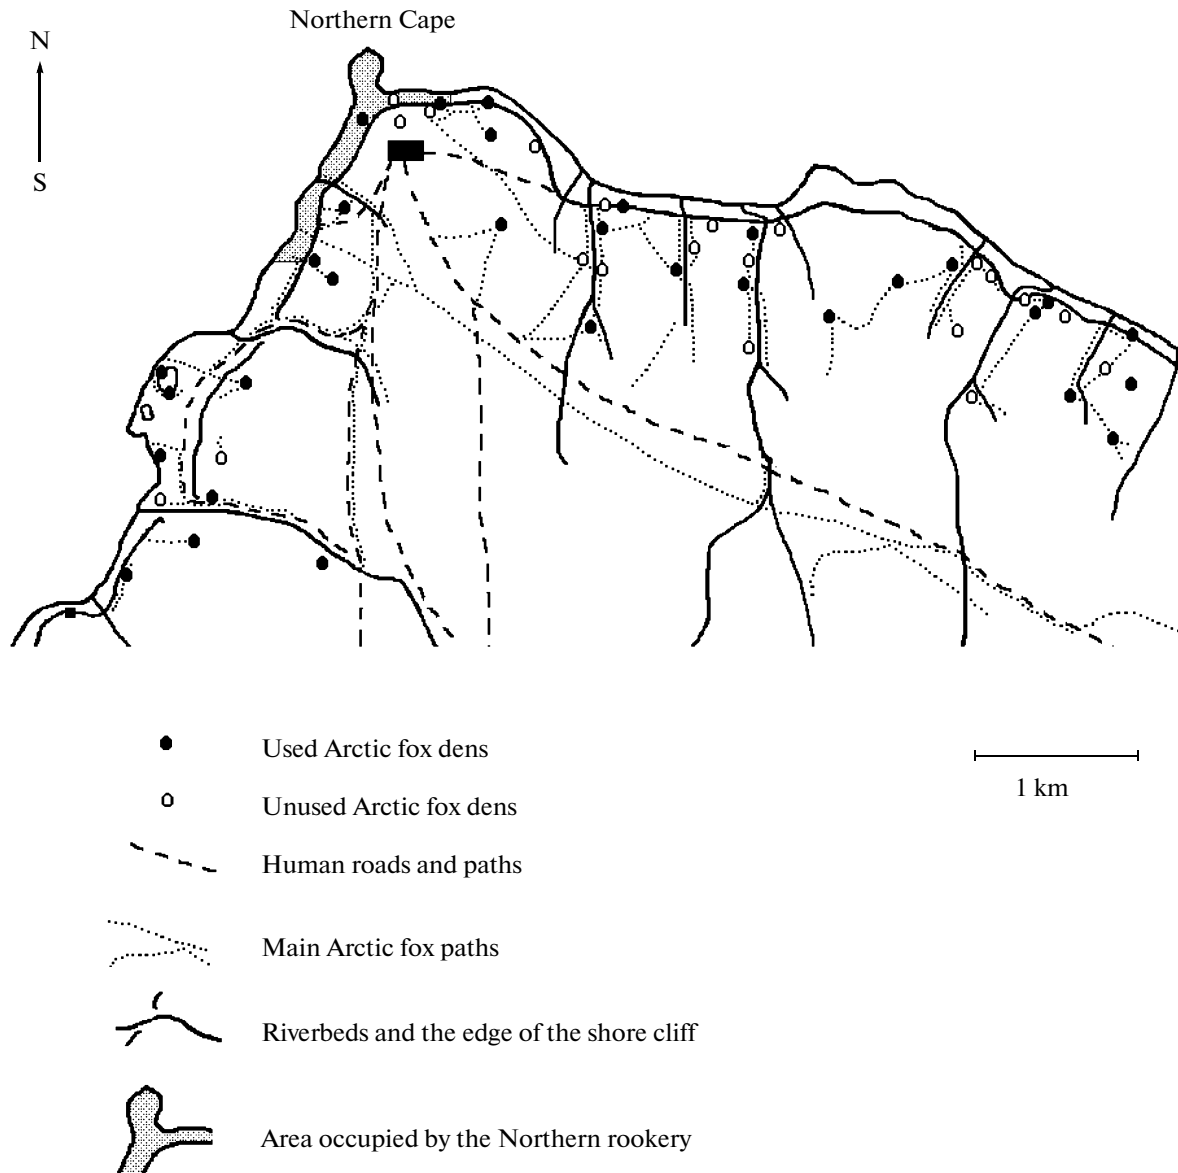 Northern Cape
N
S
Used Arctic fox dens
1 km
Unused Arctic fox dens
Human roads and paths
Main Arctic fox paths
Riverbeds and the edge of the shore cliff
Area occupied by the Northern rookery